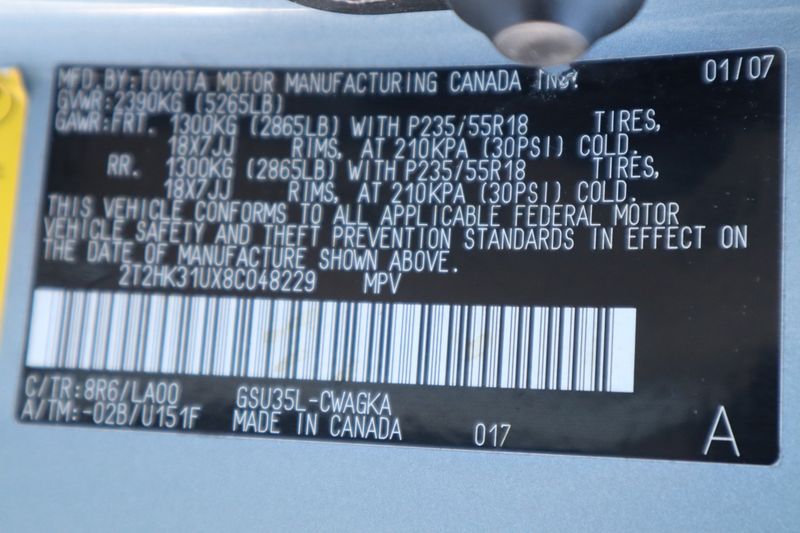 MFD BY: TOYOTA MOTOR MANUFACTURING CANADA INC. 01/07
GVWR: 2390KG (5265LB)
GAWR: FRT. 1300KG (2865LB) WITH P235/55R18 TIRES,
18X7JJ RIMS, AT 210KPA (30PSI) COLD.
RR. 1300KG (2865LB) WITH P235/55R18 TIRES,
18X7JJ RIMS, AT 210KPA (30PSI) COLD.
THIS VEHICLE CONFORMS TO ALL APPLICABLE FEDERAL MOTOR
VEHICLE SAFETY AND THEFT PREVENTION STANDARDS IN EFFECT ON
THE DATE OF MANUFACTURE SHOWN ABOVE.
2T2HK31UX8C048229 MPV
C/TR: 8R6/LA00 GSU35L-CWAGKA
A/TM: -02B/U151F MADE IN CANADA 017 A